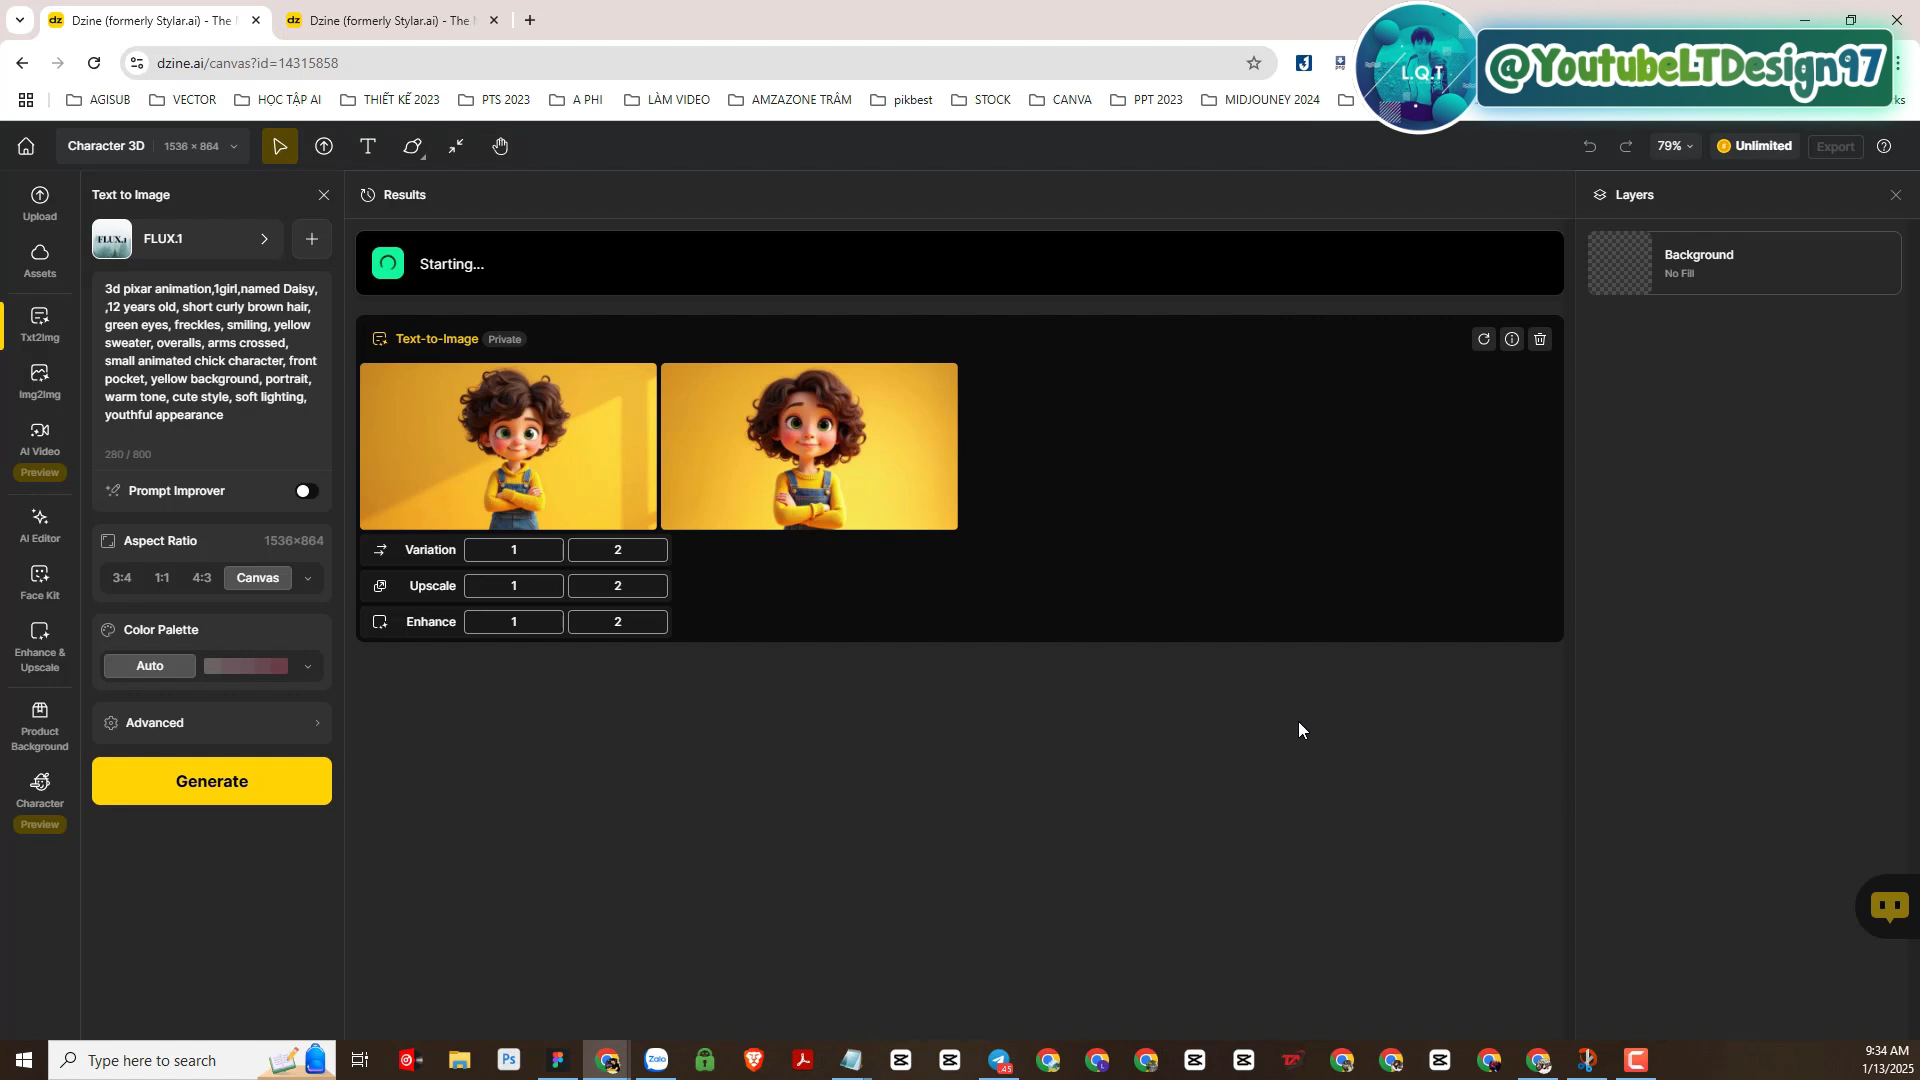 Dzine (formerly Stylar.ai) - The
Dzine (formerly Stylar.ai) - The
dzine.ai/canvas?id=14315858
L.Q.T
@YoutubeLTDesign97
AGISUB
VECTOR
HỌC TẬP AI
THIẾT KẾ 2023
PTS 2023
A PHI
LÀM VIDEO
AMZAZONE TRÂM
pikbest
STOCK
CANVA
PPT 2023
MIDJOUNEY 2024
Character 3D
1536 × 864
79%
Unlimited
Export
Upload
Assets
Txt2Img
Img2Img
AI Video
Preview
AI Editor
Face Kit
Enhance &
Upscale
Product
Background
Character
Preview
Text to Image
FLUX.1
FLUX.1
3d pixar animation,1girl,named Daisy,
,12 years old, short curly brown hair,
green eyes, freckles, smiling, yellow
sweater, overalls, arms crossed,
small animated chick character, front
pocket, yellow background, portrait,
warm tone, cute style, soft lighting,
youthful appearance
280 / 800
Prompt Improver
Aspect Ratio
1536×864
3:4
1:1
4:3
Canvas
Color Palette
Auto
Advanced
Generate
Results
Starting...
Text-to-Image
Private
Variation
1
2
Upscale
1
2
Enhance
1
2
Layers
Background
No Fill
Type here to search
Ps
Zalo
45
9:34 AM
1/13/2025